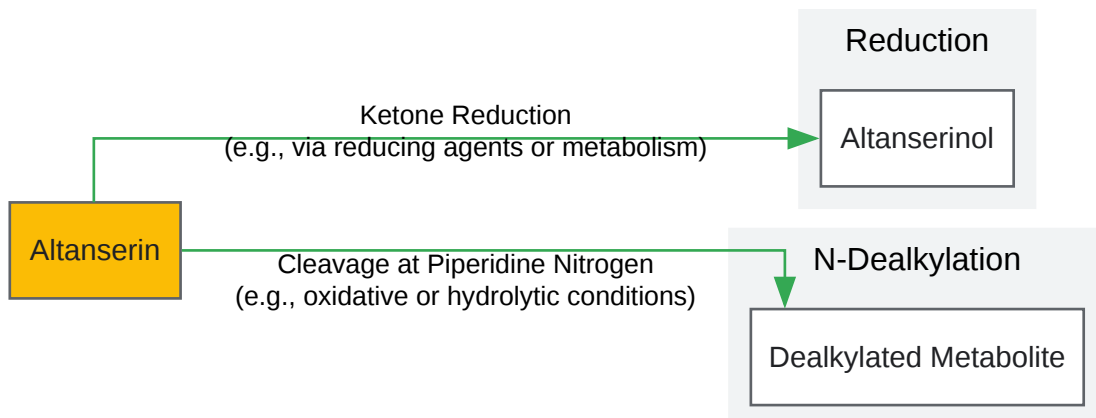 Reduction
Ketone Reduction
(e.g., via reducing agents or metabolism)
Altanserinol
Altanserin
N-Dealkylation
Cleavage at Piperidine Nitrogen
(e.g., oxidative or hydrolytic conditions)
Dealkylated Metabolite